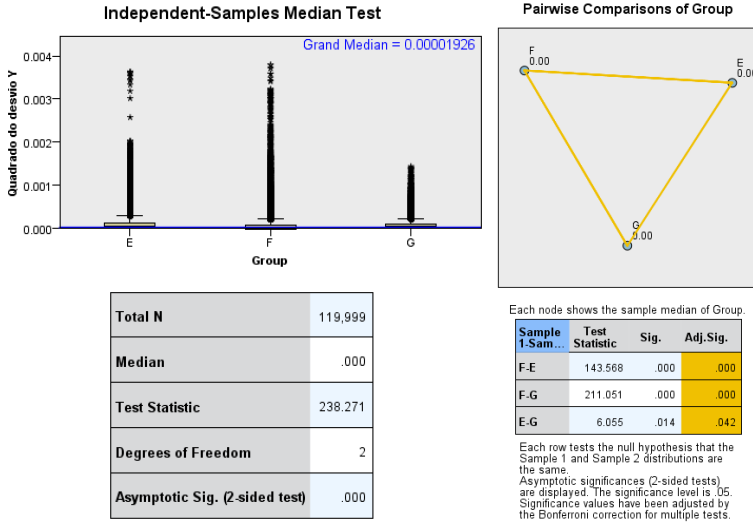 Independent-Samples Median Test
Grand Median = 0.00001926
Quadrado do desvio Y
0.004
0.003
0.002
0.001
0.000
E
F
G
Group
Total N 119,999
Median .000
Test Statistic 238.271
Degrees of Freedom 2
Asymptotic Sig. (2-sided test) .000
Pairwise Comparisons of Group
F
0.00
E
0.00
G
0.00
Each node shows the sample median of Group.
Sample 1-Sam... Test Statistic Sig. Adj.Sig.
F-E 143.568 .000 .000
F-G 211.051 .000 .000
E-G 6.055 .014 .042
Each row tests the null hypothesis that the
Sample 1 and Sample 2 distributions are
the same.
Asymptotic significances (2-sided tests)
are displayed. The significance level is .05.
Significance values have been adjusted by
the Bonferroni correction for multiple tests.